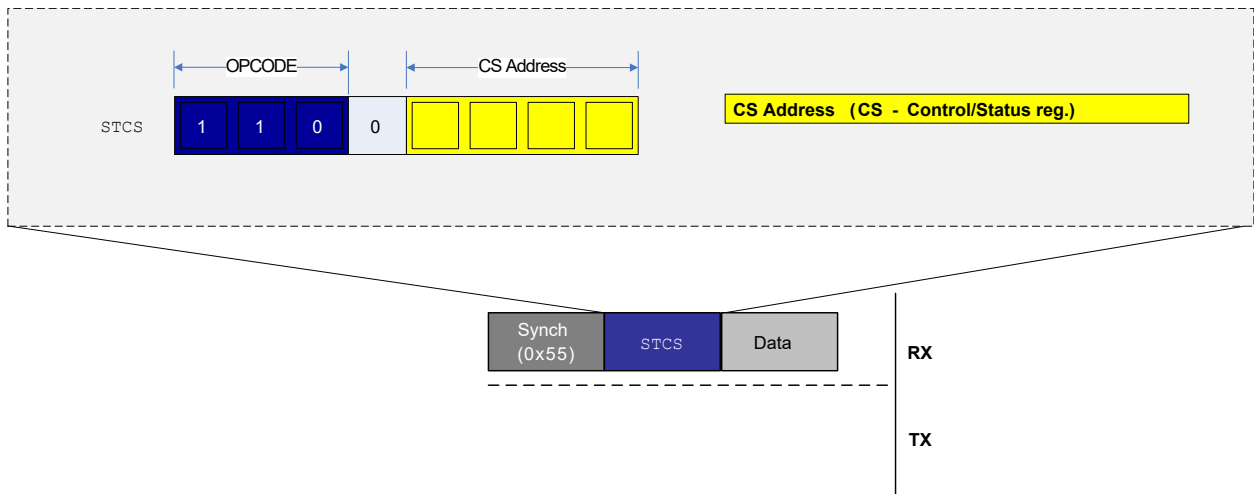 OPCODE
CS Address
STCS
1 1 0 0
CS Address (CS - Control/Status reg.)
Synch
(0x55)
STCS
Data
RX
TX